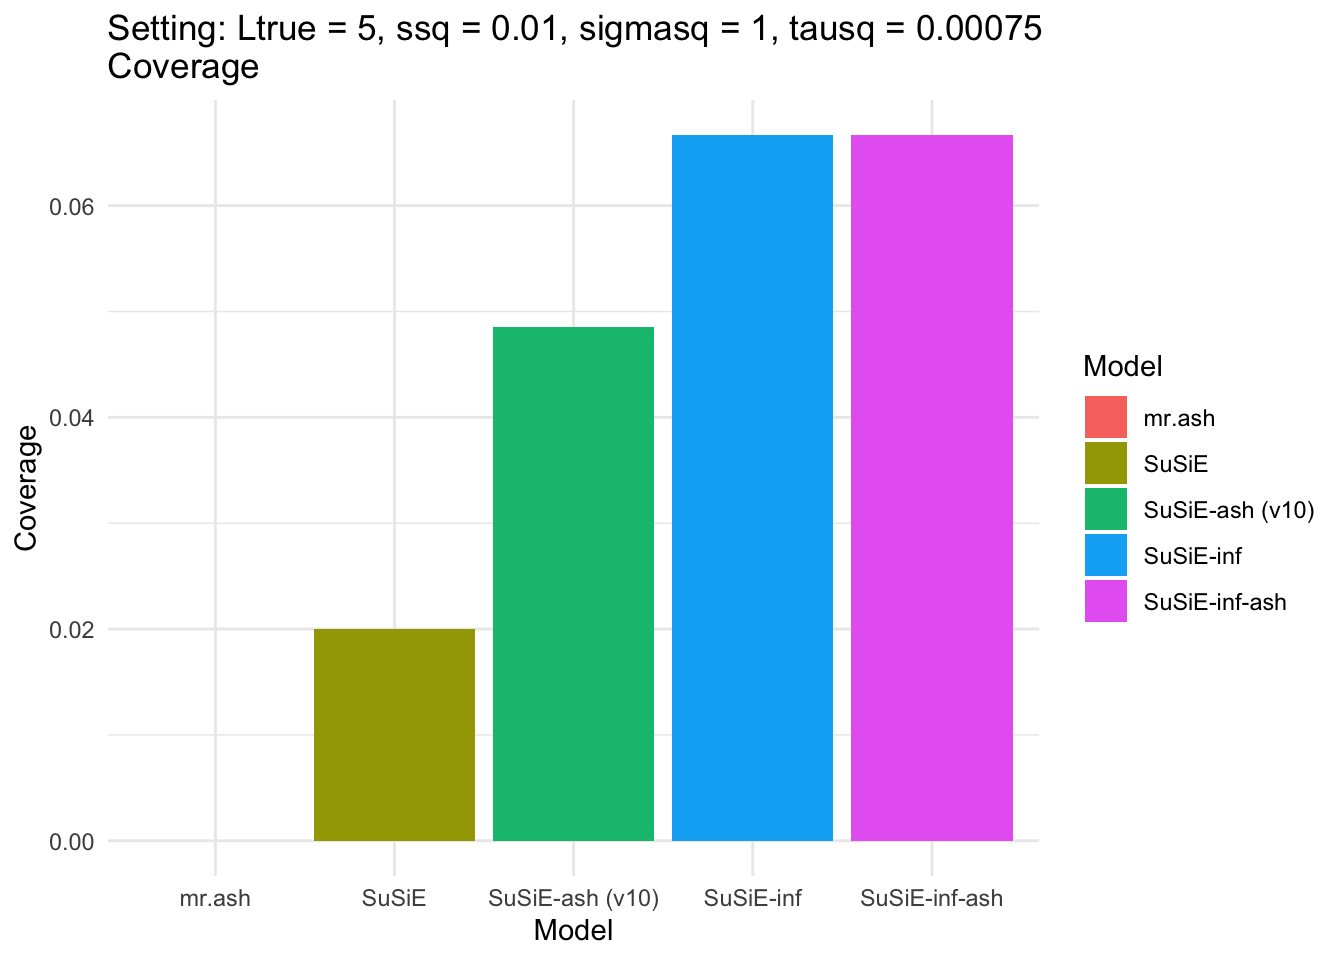 Setting: Ltrue = 5, ssq = 0.01, sigmasq = 1, tausq = 0.00075
Coverage
0.06
0.04
0.02
0.00
Coverage
mr.ash
SuSiE
SuSiE-ash (v10)
SuSiE-inf
SuSiE-inf-ash
Model
Model
mr.ash
SuSiE
SuSiE-ash (v10)
SuSiE-inf
SuSiE-inf-ash